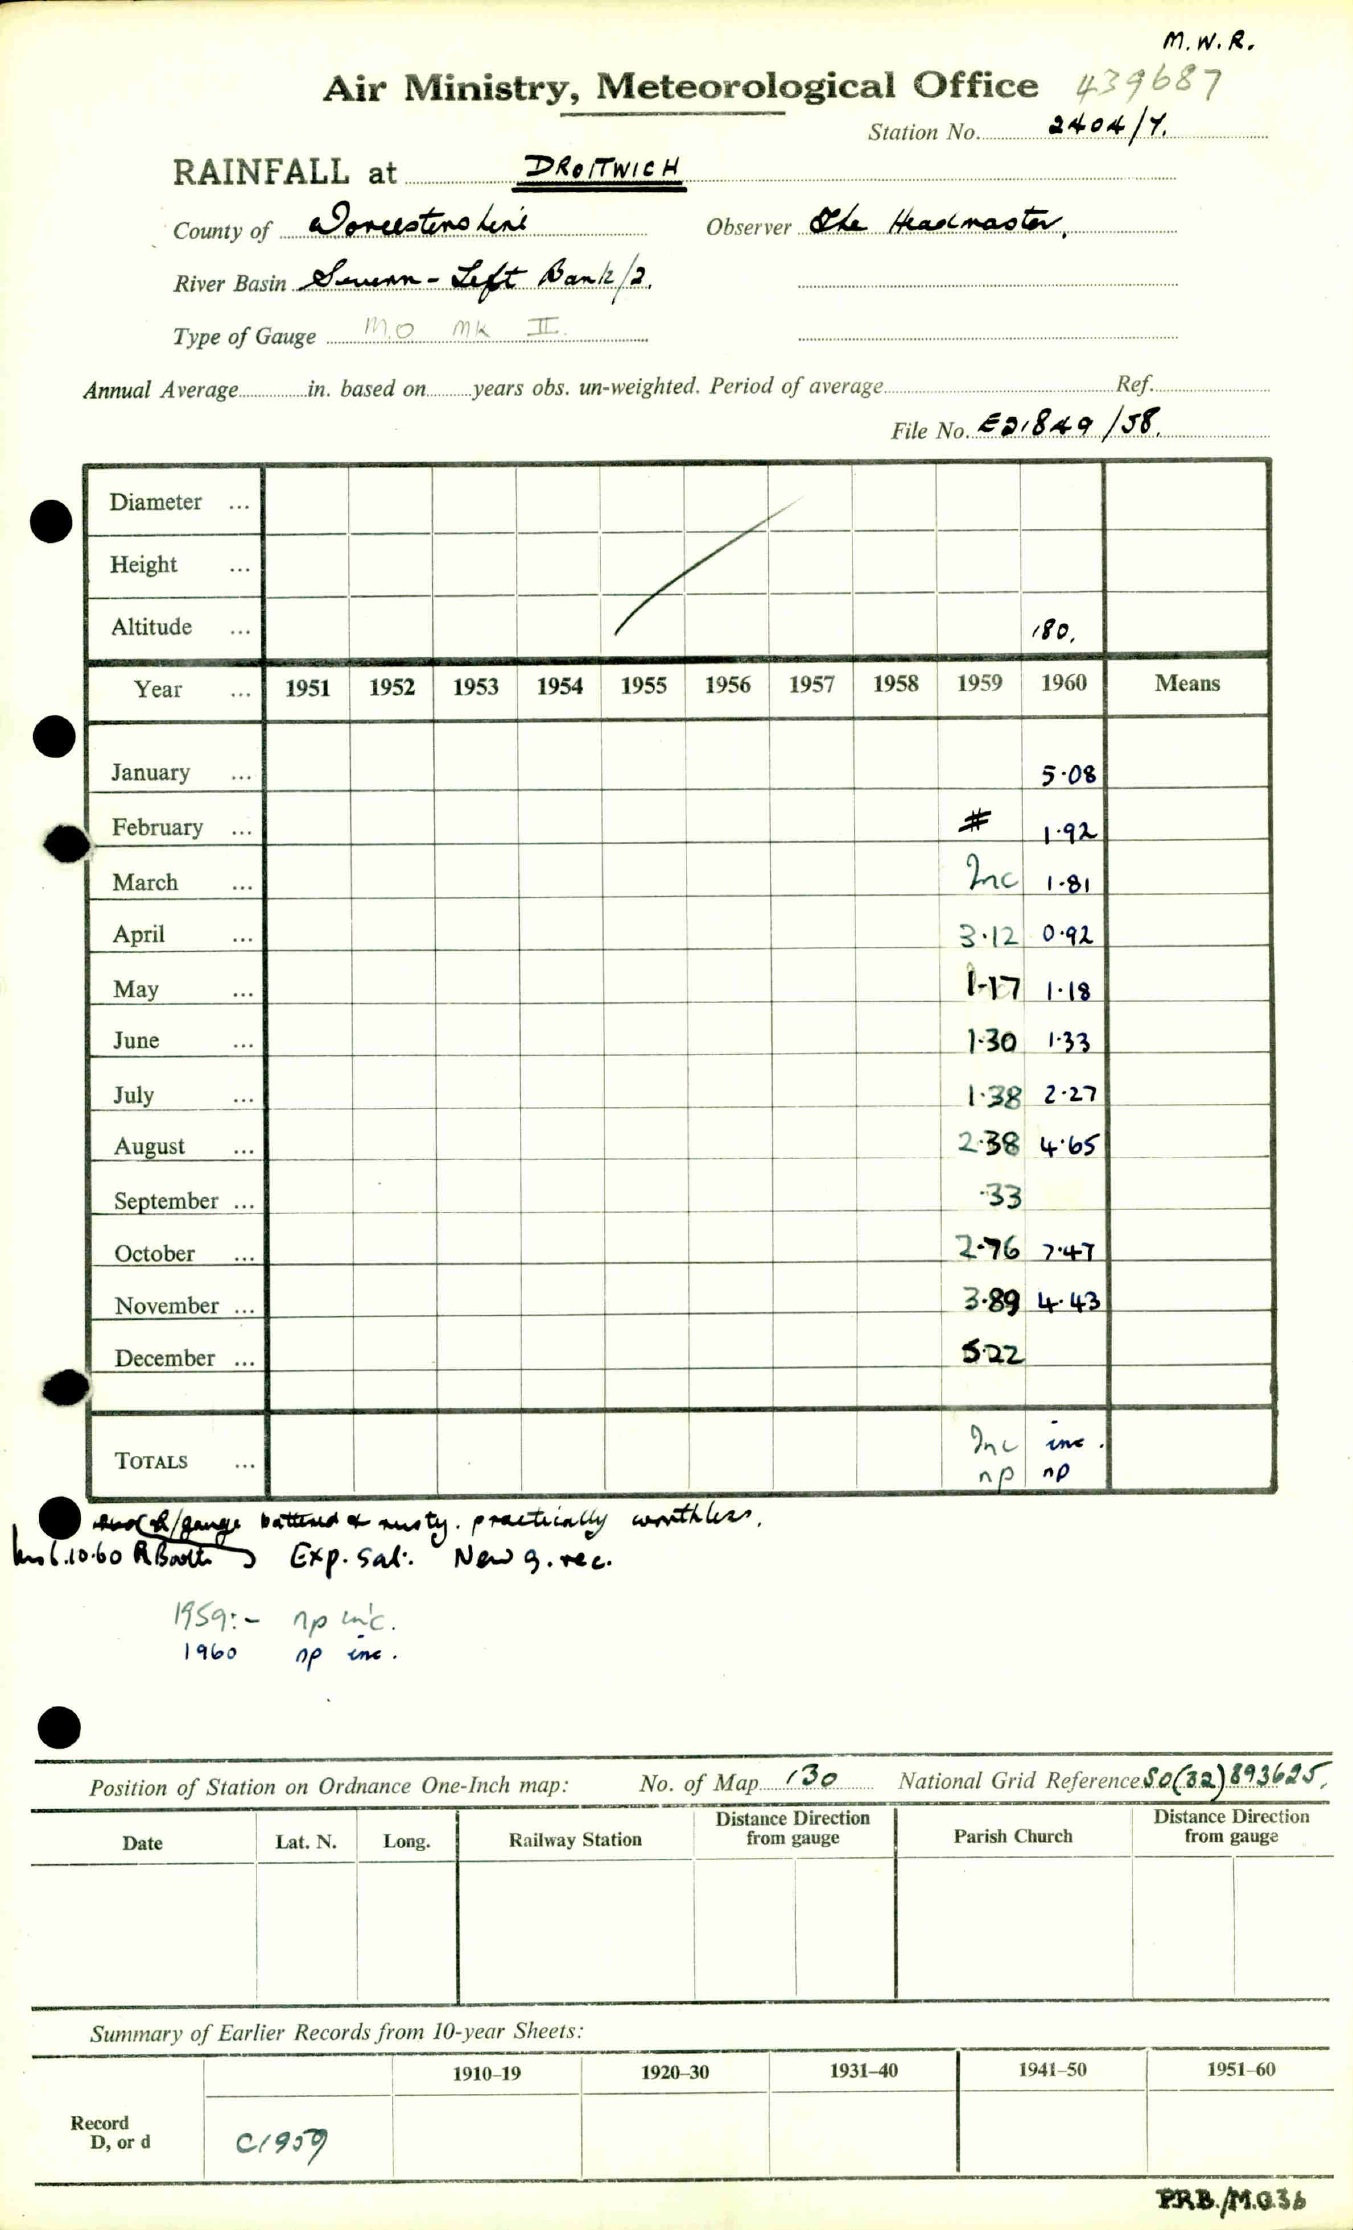 M.W.R.
Air Ministry, Meteorological Office 439687
Station No. 2404/7.
RAINFALL at DROITWICH
County of Worcestershire Observer The Headmaster.
River Basin Severn - Left Bank/2.
Type of Gauge M.O MK II.
Annual Average in. based on years obs. un-weighted. Period of average Ref.
File No. E21849/58.
Diameter ...
Height ...
Altitude ... 180.
Year ... 1951 1952 1953 1954 1955 1956 1957 1958 1959 1960 Means
January ... 5.08
February ... # 1.92
March ... Inc 1.81
April ... 3.12 0.92
May ... 1.17 1.18
June ... 1.30 1.33
July ... 1.38 2.27
August ... 2.38 4.65
September ... .33
October ... 2.76 7.47
November ... 3.89 4.43
December ... 5.22
TOTALS ... Inc inc.
np np
gauge battered & rusty. practically worthless.
6.10.60 R Booth Exp. sat. New g. rec.
1959:- np inc.
1960 np inc.
Position of Station on Ordnance One-Inch map: No. of Map 130 National Grid Reference SO(32)893625.
Date Lat. N. Long. Railway Station Distance Direction from gauge Parish Church Distance Direction from gauge
Summary of Earlier Records from 10-year Sheets:
1910–19 1920–30 1931–40 1941–50 1951–60
Record
D, or d C1959
P.R.B./M.O.36